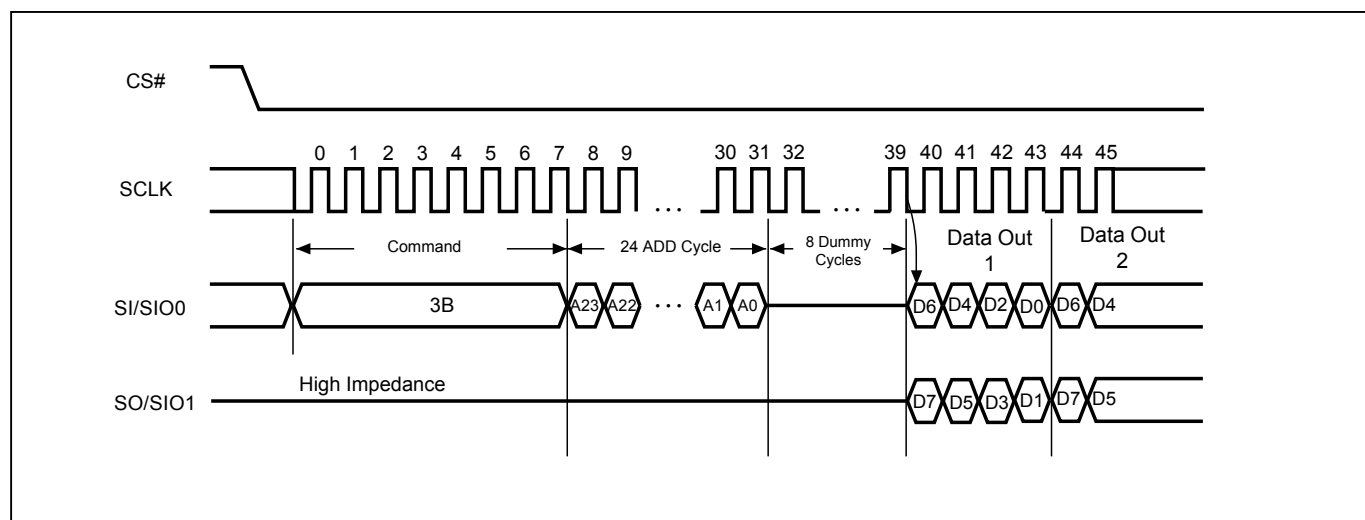 CS#
0 1 2 3 4 5 6 7 8 9 30 31 32 39 40 41 42 43 44 45
SCLK
... ...
Command
24 ADD Cycle
8 Dummy
Cycles
Data Out
1
Data Out
2
SI/SIO0
3B
A23 A22 ... A1 A0
D6 D4 D2 D0 D6 D4
High Impedance
SO/SIO1
D7 D5 D3 D1 D7 D5